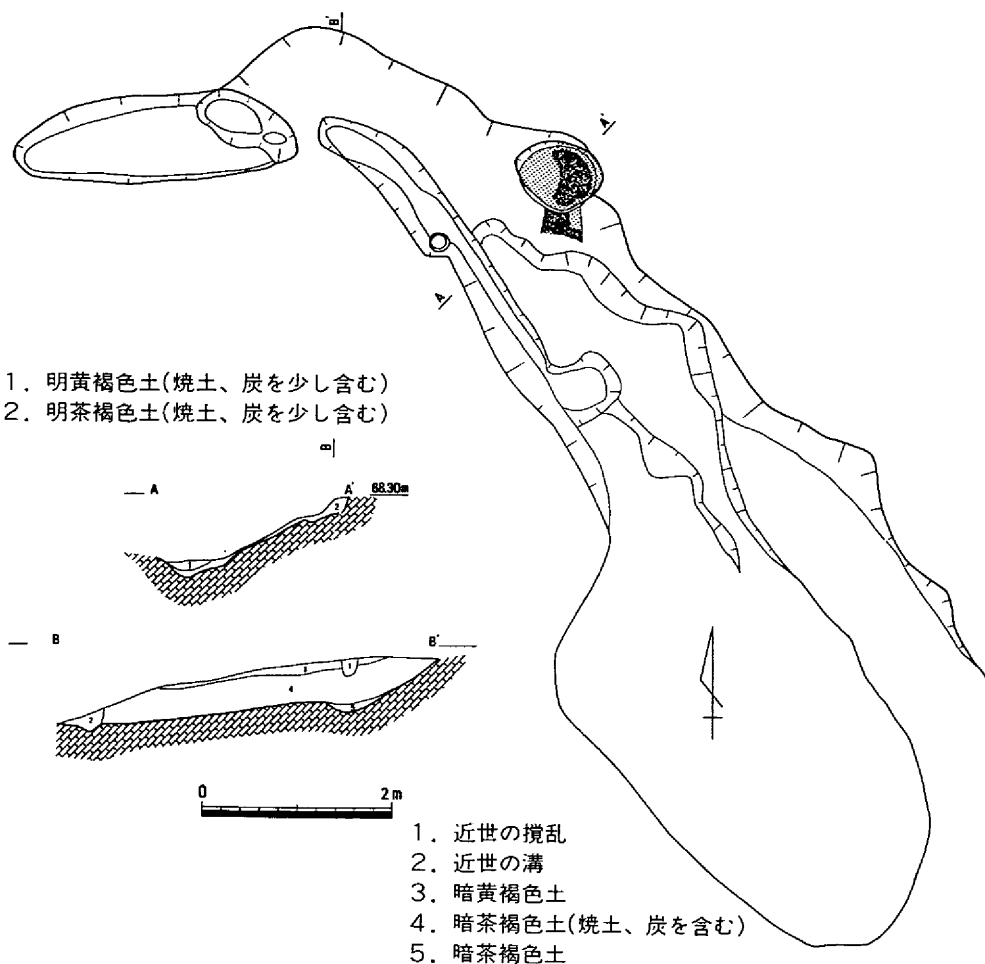 B'
A'
A
1. 明黄褐色土(焼土、炭を少し含む)
2. 明茶褐色土(焼土、炭を少し含む)
B
A A' 68.30m
2
1
B B'
3 1
4
2 5
0 2m
1. 近世の撹乱
2. 近世の溝
3. 暗黄褐色土
4. 暗茶褐色土(焼土、炭を含む)
5. 暗茶褐色土